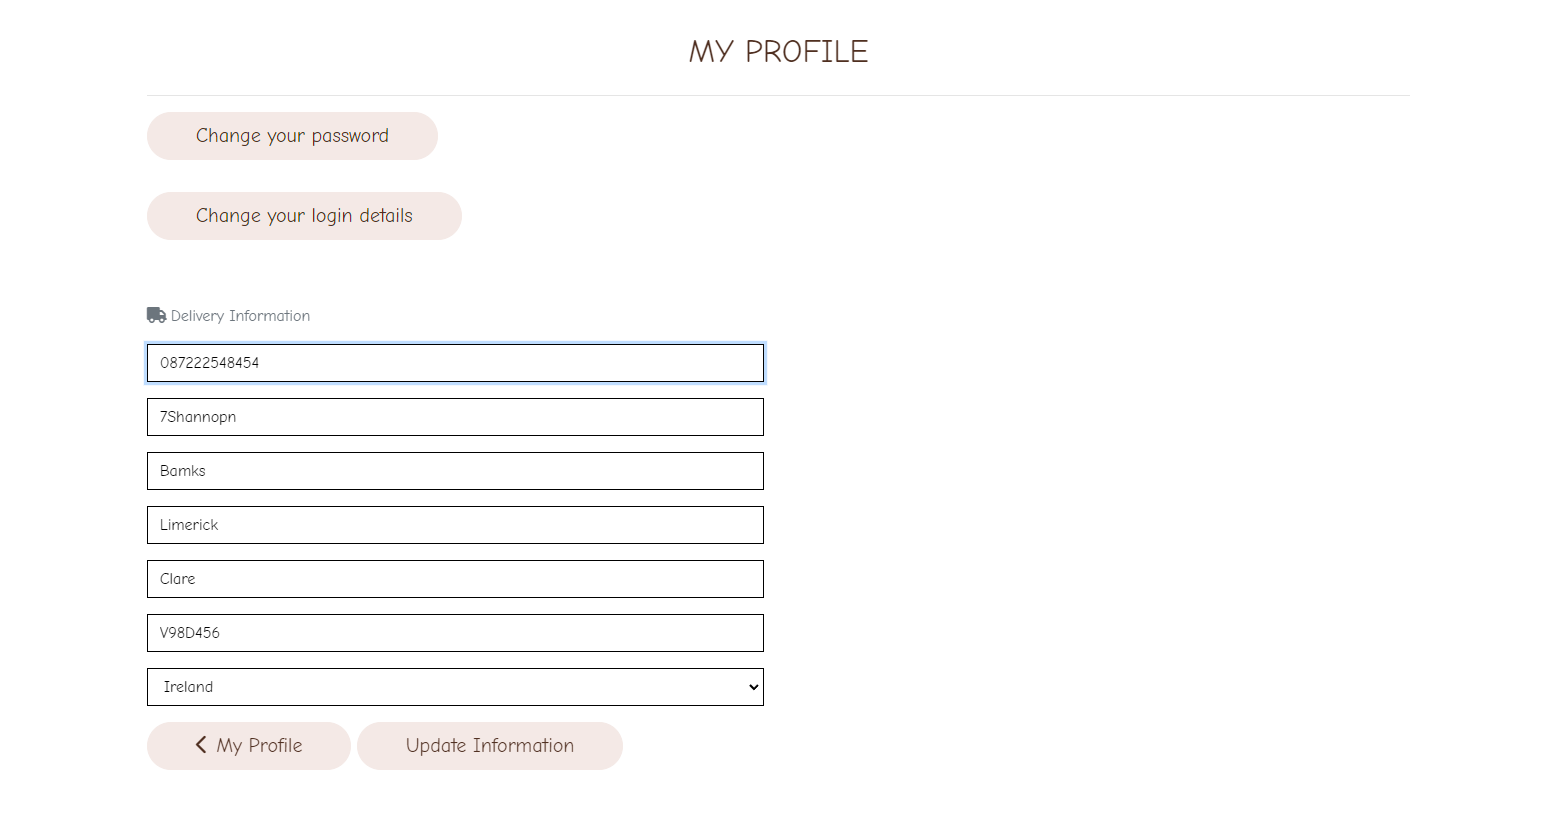 MY PROFILE
Change your password
Change your login details
Delivery Information
087222548454
7Shannopn
Bamks
Limerick
Clare
V98D456
Ireland
My Profile
Update Information